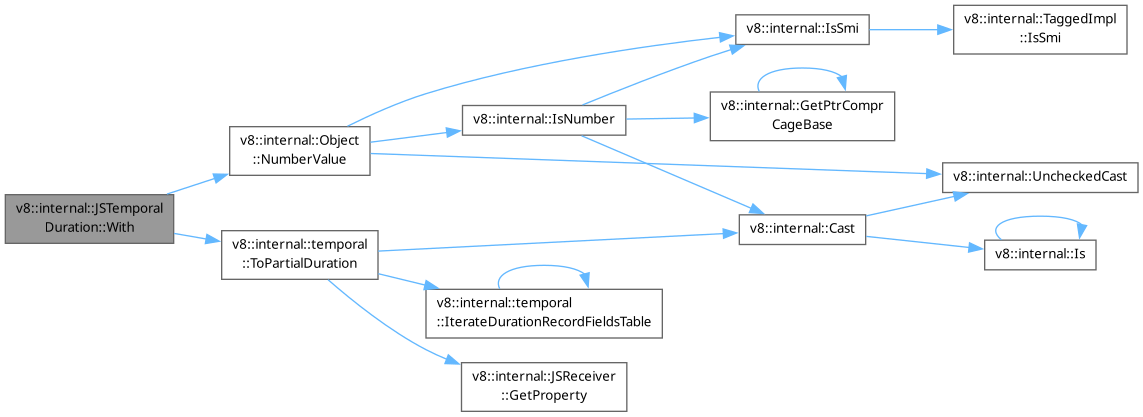 v8::internal::JSTemporal
Duration::With
v8::internal::Object
::NumberValue
v8::internal::temporal
::ToPartialDuration
v8::internal::IsNumber
v8::internal::temporal
::IterateDurationRecordFieldsTable
v8::internal::JSReceiver
::GetProperty
v8::internal::IsSmi
v8::internal::GetPtrCompr
CageBase
v8::internal::Cast
v8::internal::TaggedImpl
::IsSmi
v8::internal::UncheckedCast
v8::internal::Is